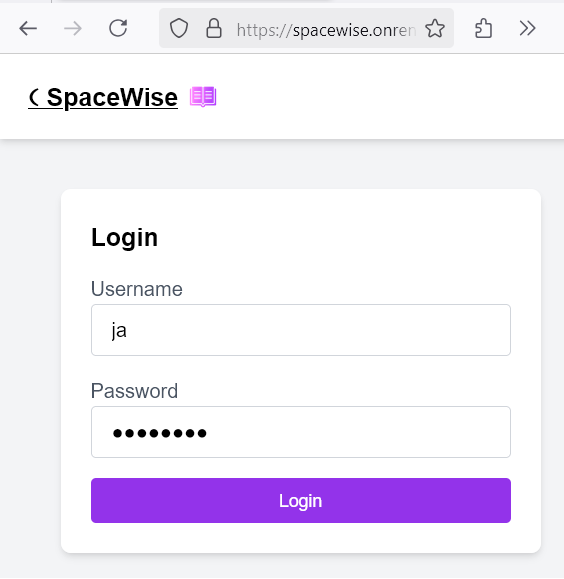 https://spacewise.onren
❬ SpaceWise
Login
Username
ja
Password
••••••••
Login